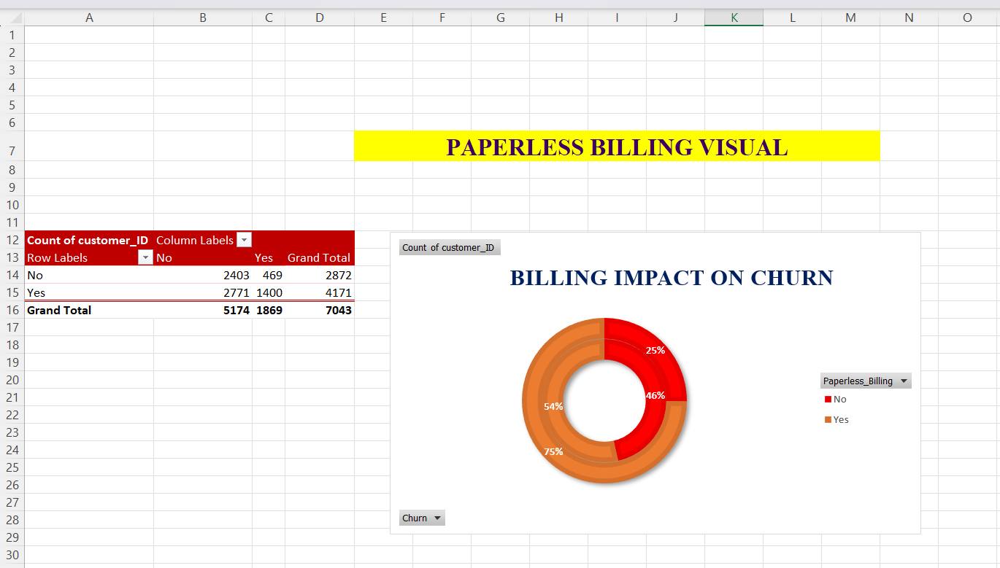 A B C D E F G H I J K L M N O
1
2
3
4
5
6
7 PAPERLESS BILLING VISUAL
8
9
10
11
12 Count of customer_ID Column Labels
13 Row Labels No Yes Grand Total
14 No 2403 469 2872
15 Yes 2771 1400 4171
16 Grand Total 5174 1869 7043
17
18
19
20
21
22
23
24
25
26
27
28
29
30
Count of customer_ID
BILLING IMPACT ON CHURN
25%
46%
54%
75%
Paperless_Billing
No
Yes
Churn